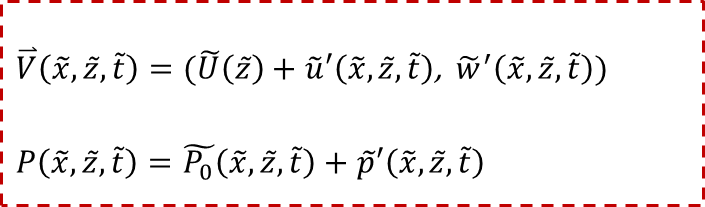 V⃗(x̃, z̃, t̃) = (Ũ(z̃) + ũ′(x̃, z̃, t̃), w̃′(x̃, z̃, t̃))
P(x̃, z̃, t̃) = P̃₀(x̃, z̃, t̃) + p̃′(x̃, z̃, t̃)